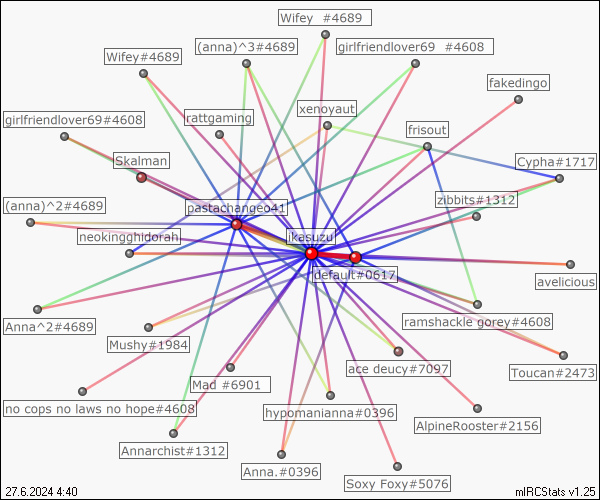 Wifey  #4689
Wifey#4689
(anna)^3#4689
girlfriendlover69  #4608
fakedingo
girlfriendlover69#4608
rattgaming
xenoyaut
frisout
Skalman
Cypha#1717
(anna)^2#4689
pastachangeo41
zibbits#1312
neokingghidorah
ikasuzu
default#0617
avelicious
Anna^2#4689
ramshackle gorey#4608
Mushy#1984
ace deucy#7097
Toucan#2473
Mad #6901
no cops no laws no hope#4608
hypomanianna#0396
AlpineRooster#2156
Annarchist#1312
Anna.#0396
Soxy Foxy#5076
27.6.2024 4:40
mIRCStats v1.25